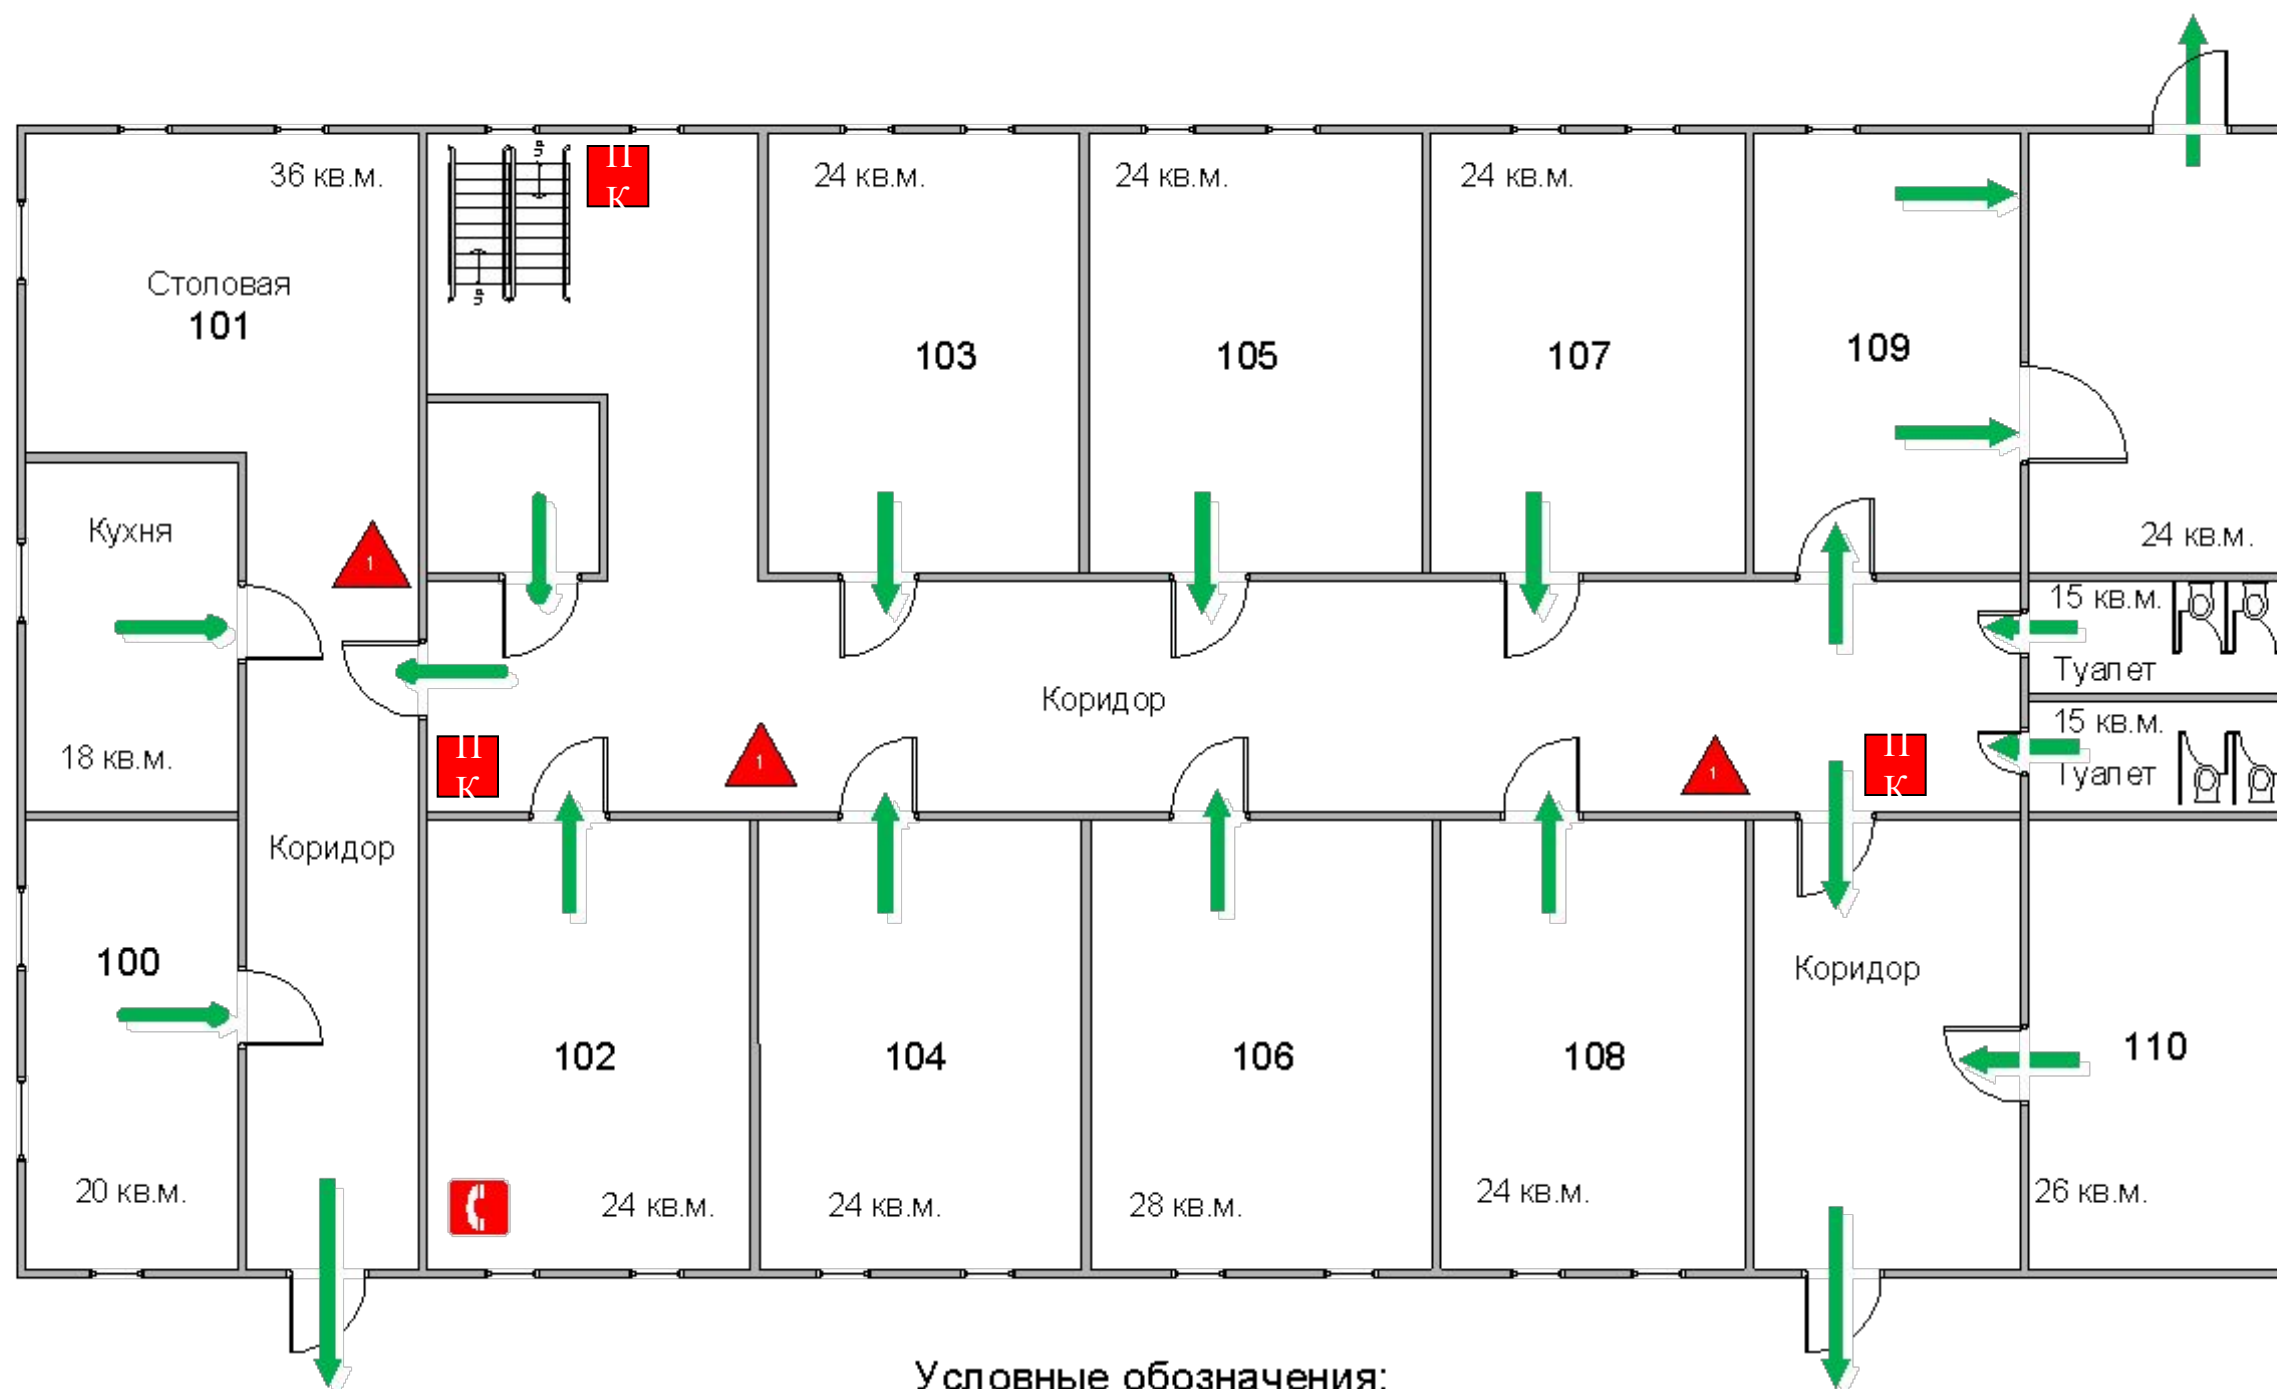 36 кв.м.
24 кв.м.
24 кв.м.
24 кв.м.
ПК
Столовая
101
103
105
107
109
Кухня
1
24 кв.м.
15 кв.м.
Туалет
Коридор
15 кв.м.
Туалет
18 кв.м.
ПК
1
1
ПК
Коридор
100
Коридор
102
104
106
108
110
20 кв.м.
24 кв.м.
24 кв.м.
28 кв.м.
24 кв.м.
26 кв.м.
Условные обозначения: